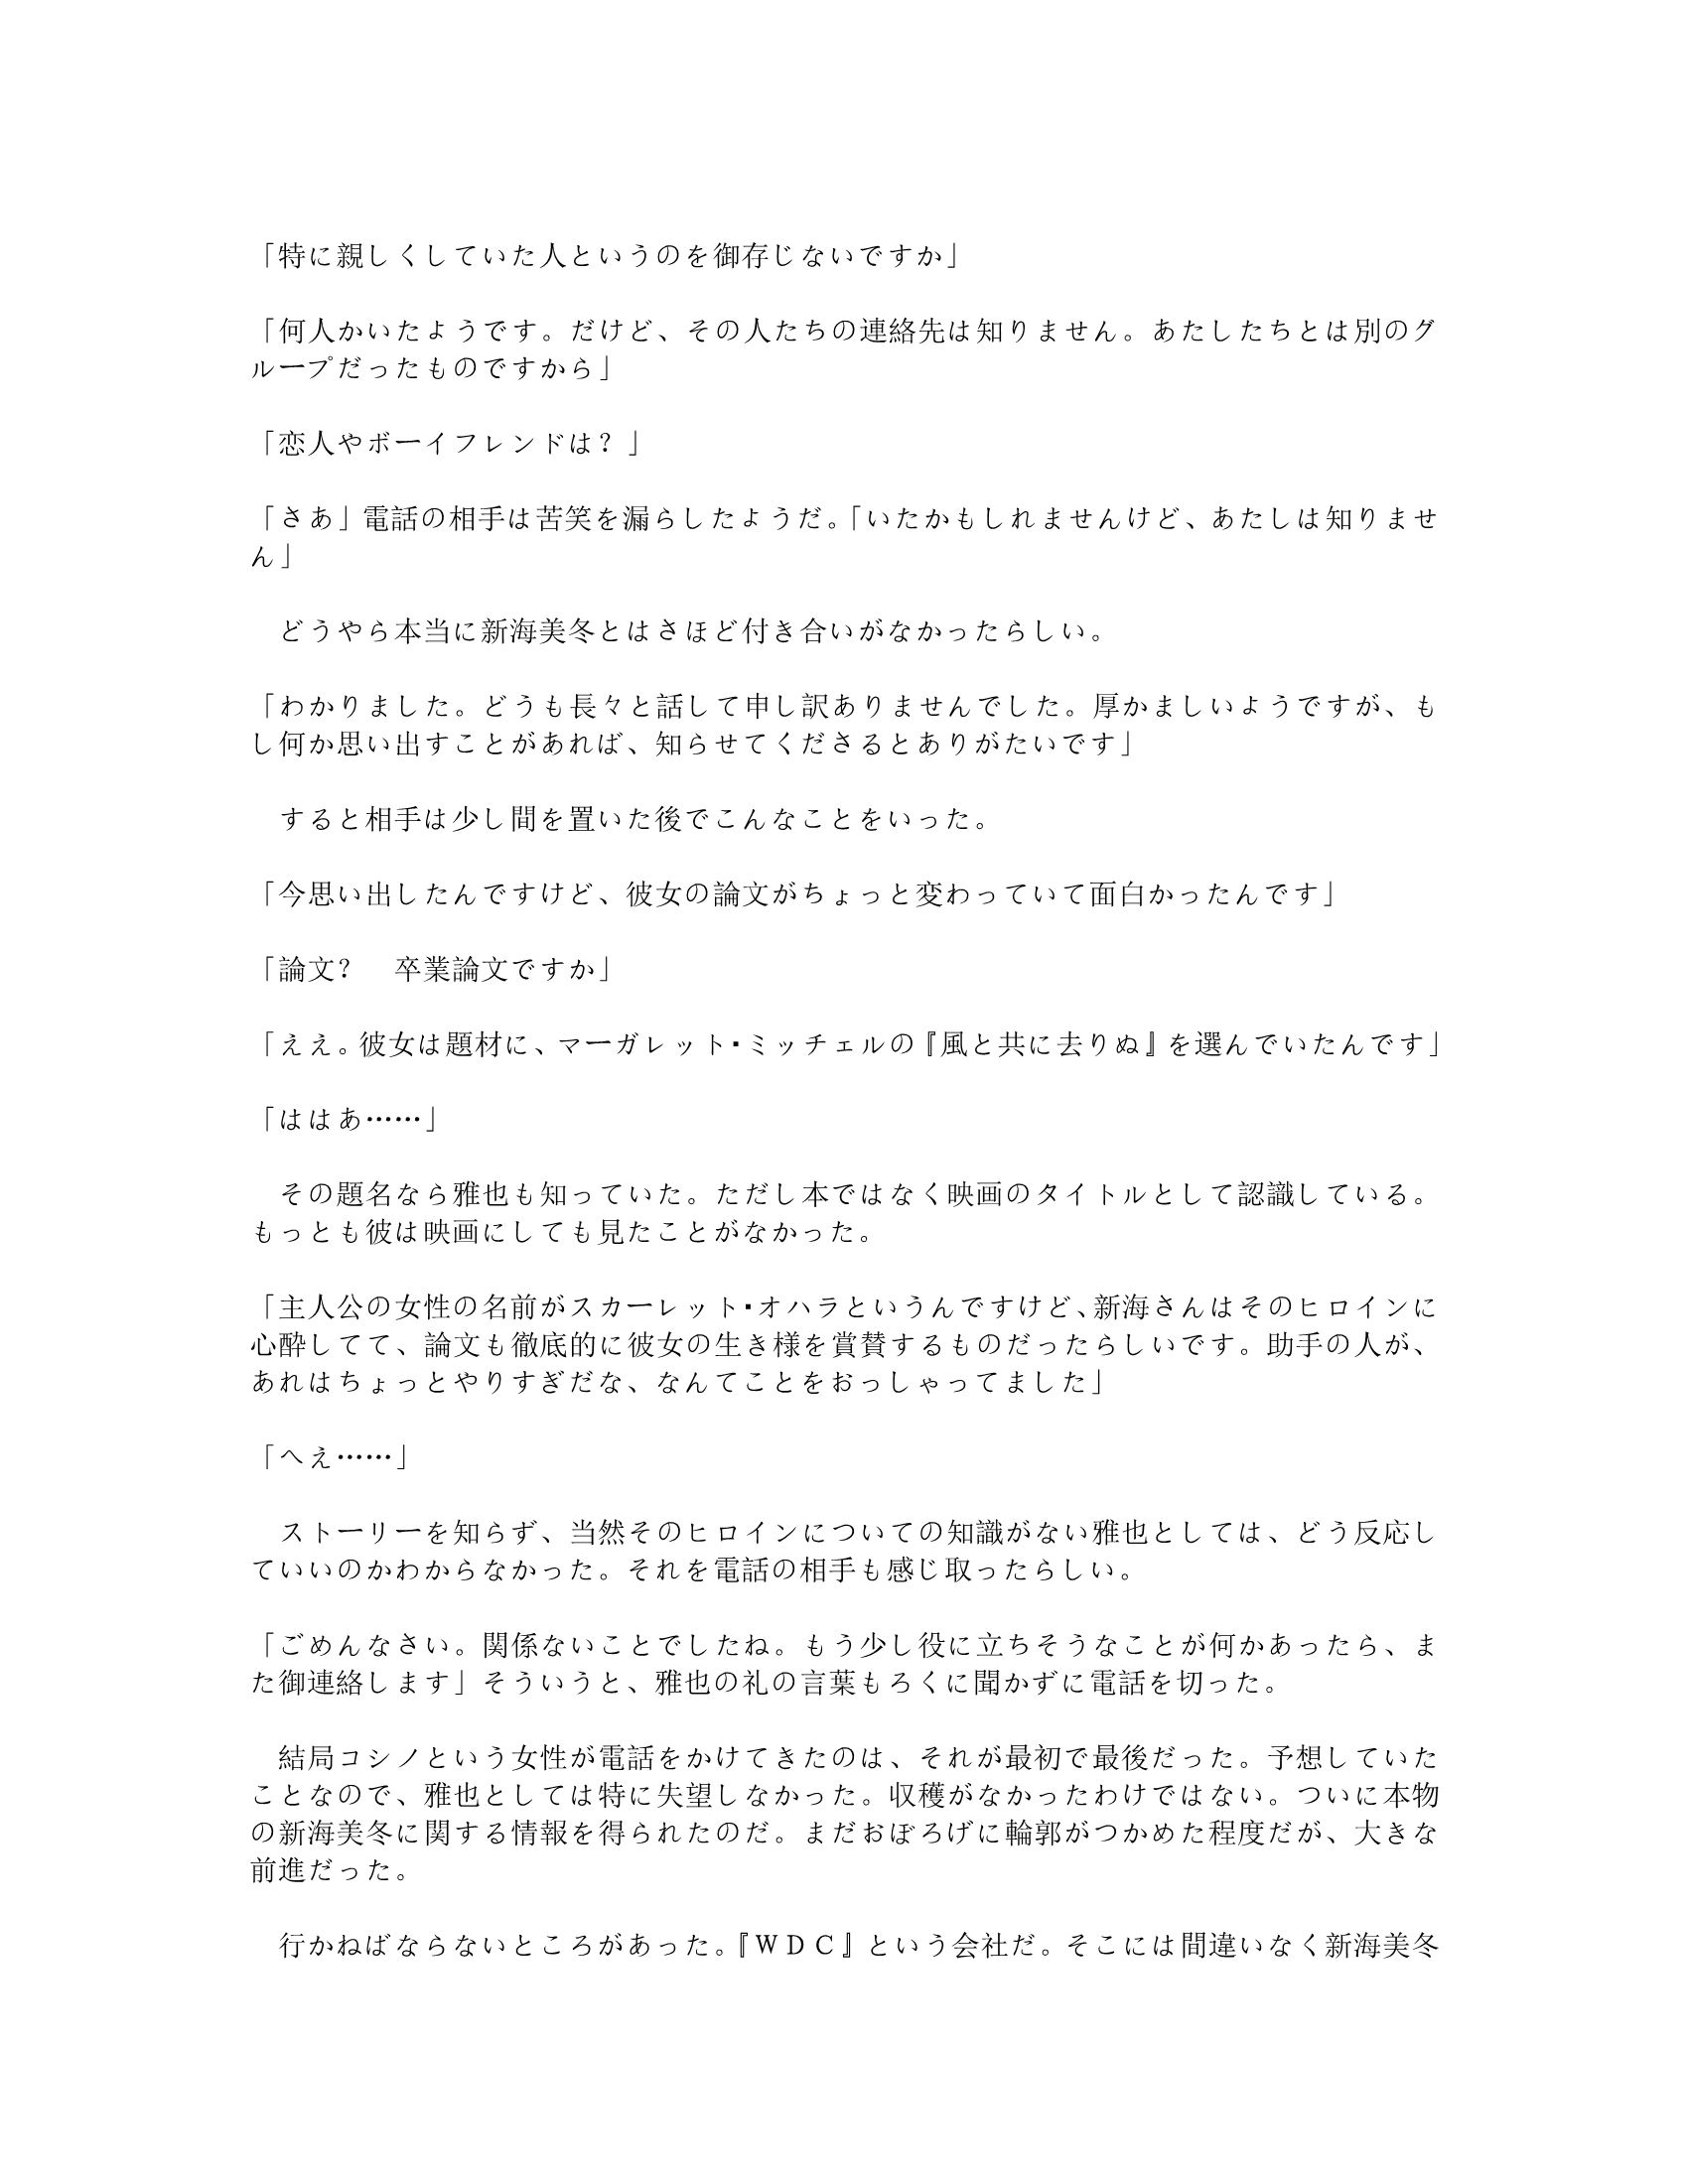 「特に親しくしていた人というのを御存じないですか」
「何人かいたようです。だけど、その人たちの連絡先は知りません。あたしたちとは別のグ
ループだったものですから」
「恋人やボーイフレンドは？」
「さあ」電話の相手は苦笑を漏らしたようだ。「いたかもしれませんけど、あたしは知りませ
ん」
　どうやら本当に新海美冬とはさほど付き合いがなかったらしい。
「わかりました。どうも長々と話して申し訳ありませんでした。厚かましいようですが、も
し何か思い出すことがあれば、知らせてくださるとありがたいです」
　すると相手は少し間を置いた後でこんなことをいった。
「今思い出したんですけど、彼女の論文がちょっと変わっていて面白かったんです」
「論文？　卒業論文ですか」
「ええ。彼女は題材に、マーガレット・ミッチェルの『風と共に去りぬ』を選んでいたんです」
「ははあ……」
　その題名なら雅也も知っていた。ただし本ではなく映画のタイトルとして認識している。
もっとも彼は映画にしても見たことがなかった。
「主人公の女性の名前がスカーレット・オハラというんですけど、新海さんはそのヒロインに
心酔してて、論文も徹底的に彼女の生き様を賞賛するものだったらしいです。助手の人が、
あれはちょっとやりすぎだな、なんてことをおっしゃってました」
「へえ……」
　ストーリーを知らず、当然そのヒロインについての知識がない雅也としては、どう反応し
ていいのかわからなかった。それを電話の相手も感じ取ったらしい。
「ごめんなさい。関係ないことでしたね。もう少し役に立ちそうなことが何かあったら、ま
た御連絡します」そういうと、雅也の礼の言葉もろくに聞かずに電話を切った。
　結局コシノという女性が電話をかけてきたのは、それが最初で最後だった。予想していた
ことなので、雅也としては特に失望しなかった。収穫がなかったわけではない。ついに本物
の新海美冬に関する情報を得られたのだ。まだおぼろげに輪郭がつかめた程度だが、大きな
前進だった。
　行かねばならないところがあった。『ＷＤＣ』という会社だ。そこには間違いなく新海美冬